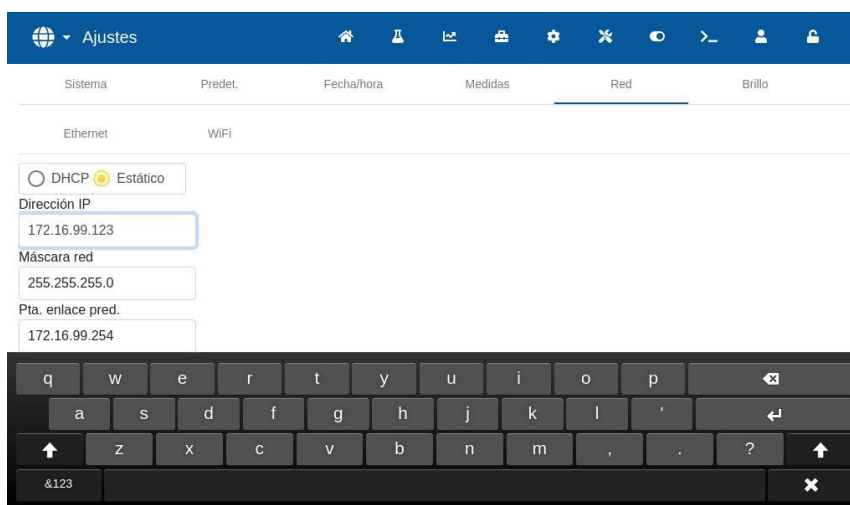 Ajustes
Sistema Predet. Fecha/hora Medidas Red Brillo
Ethernet WiFi
DHCP Estático
Dirección IP
172.16.99.123
Máscara red
255.255.255.0
Pta. enlace pred.
172.16.99.254
q w e r t y u i o p
a s d f g h j k l '
z x c v b n m , . ?
&123